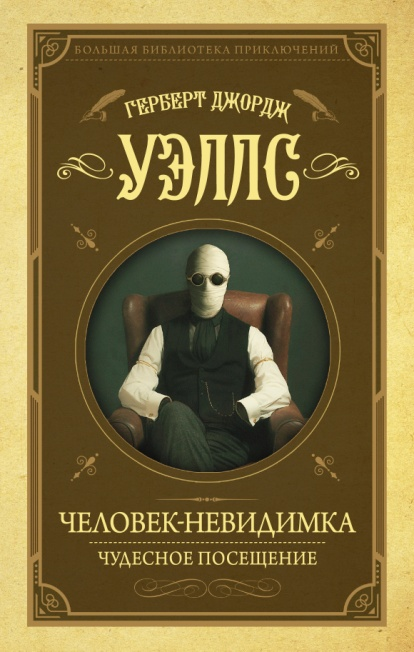 БОЛЬШАЯ БИБЛИОТЕКА ПРИКЛЮЧЕНИЙ
ГЕРБЕРТ ДЖОРДЖ
УЭЛЛС
ЧЕЛОВЕК-НЕВИДИМКА
ЧУДЕСНОЕ ПОСЕЩЕНИЕ